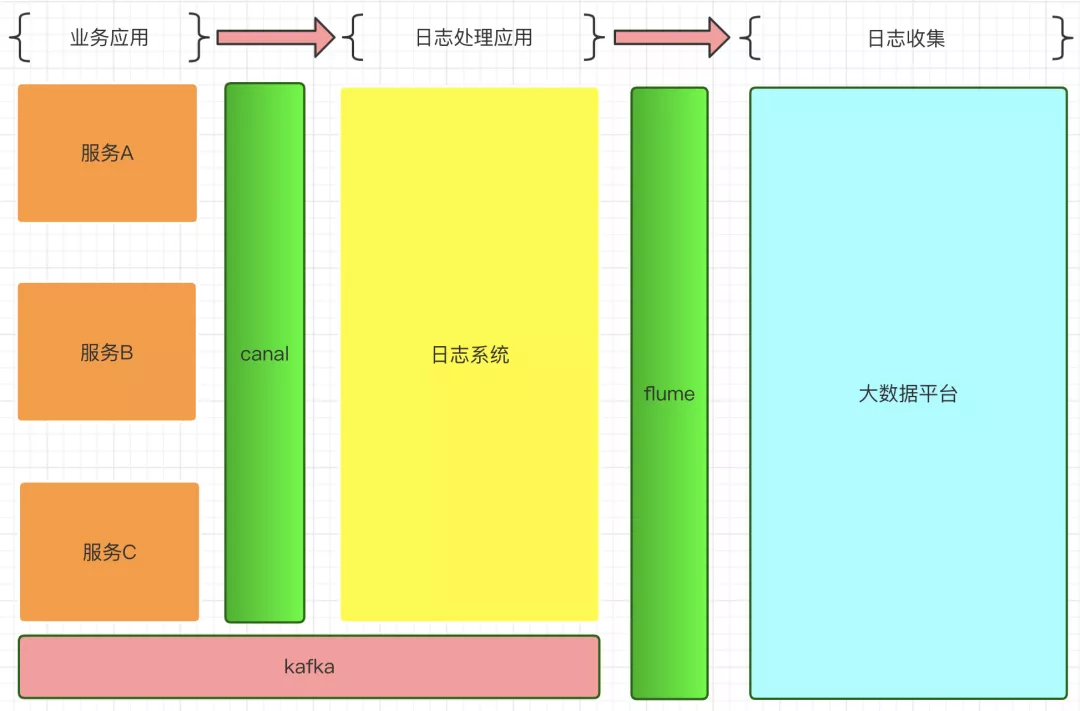 业务应用
日志处理应用
日志收集
服务A
服务B
canal
日志系统
flume
大数据平台
服务C
kafka